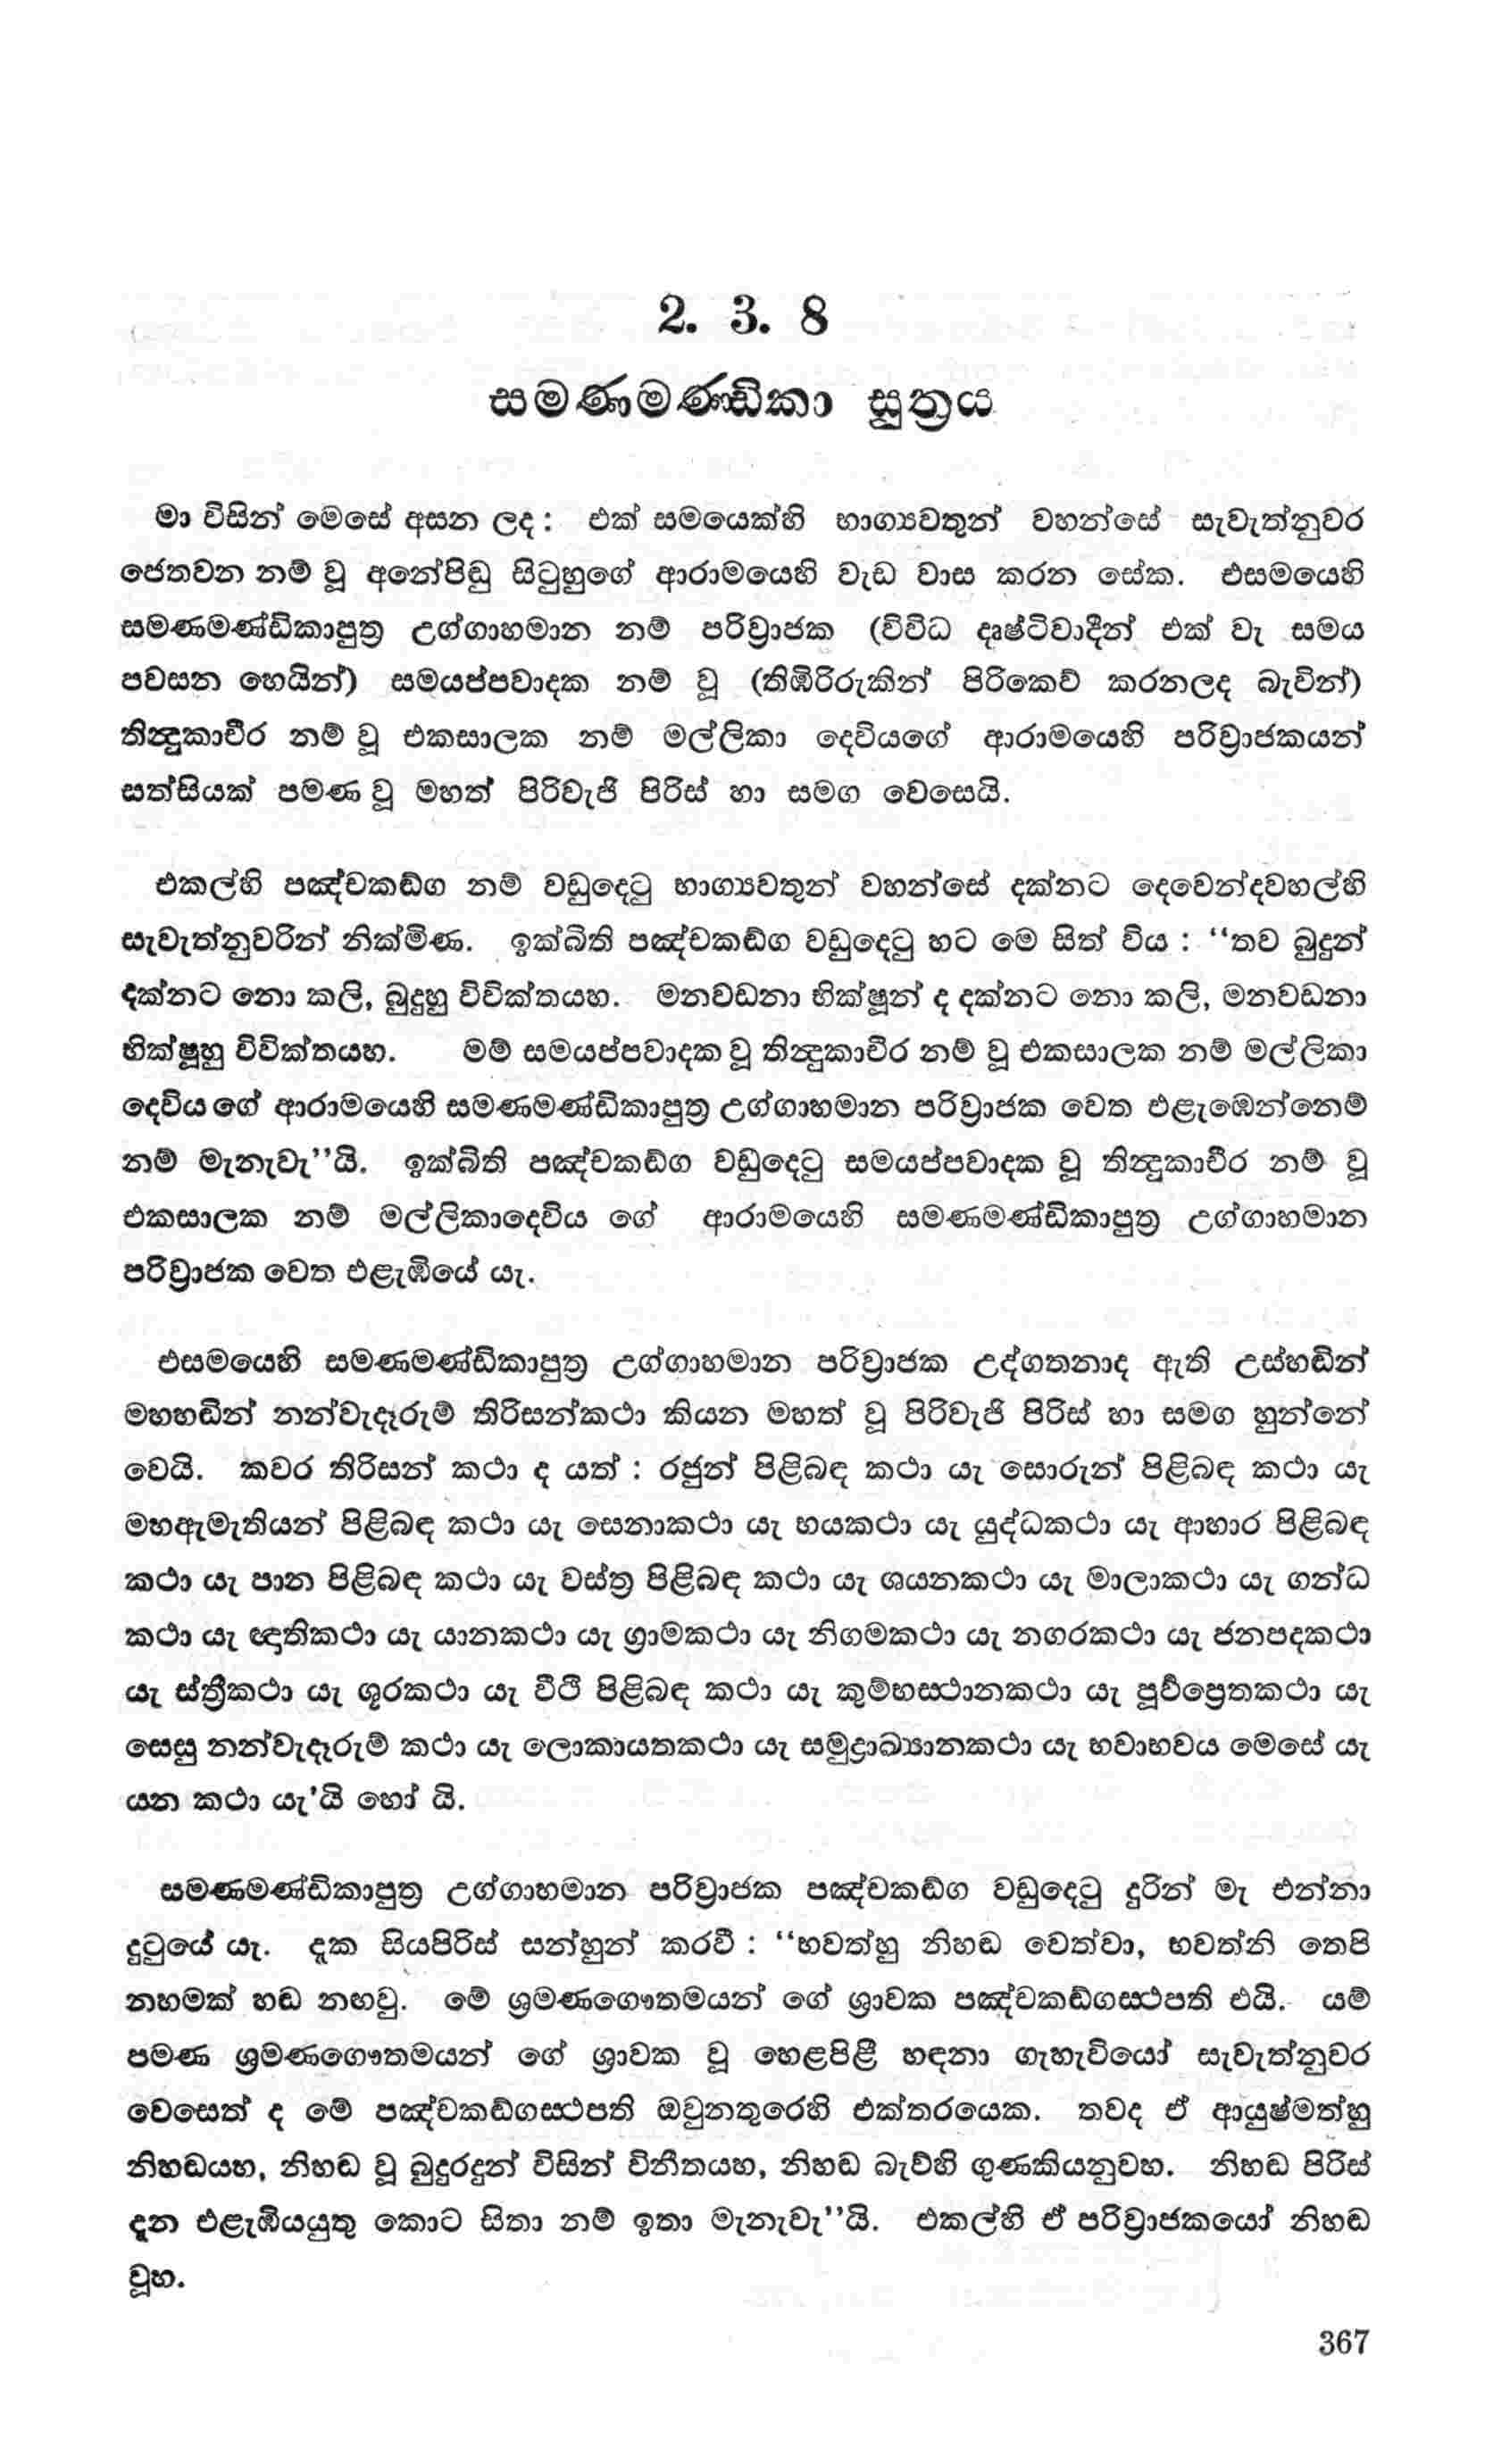 2. 3. 8
සමණමණ්ඩිකා සූත්‍රය
මා විසින් මෙසේ අසන ලද : එක් සමයෙක්හි භාග්‍යවතුන් වහන්සේ සැවැත්නුවර
ජෙතවන නම් වූ අනේපිඬු සිටුහුගේ ආරාමයෙහි වැඩ වාස කරන සේක. එසමයෙහි
සමණමණ්ඩිකාපුත්‍ර උග්ගාහමාන නම් පරිව්‍රාජක (විවිධ දෘෂ්ටිවාදීන් එක් වැ සමය
පවසන හෙයින්) සමයප්පවාදක නම් වූ (තිඹිරිරුකින් පිරිකෙව් කරනලද බැවින්)
තින්‍දුකාචීර නම් වූ එකසාලක නම් මල්ලිකා දෙවියගේ ආරාමයෙහි පරිව්‍රාජකයන්
සත්සියක් පමණ වූ මහත් පිරිවැජි පිරිස් හා සමග වෙසෙයි.
එකල්හි පඤ්චකඞ්ග නම් වඩුදෙටු භාග්‍යවතුන් වහන්සේ දක්නට දෙවෙන්දවහල්හි
සැවැත්නුවරින් නික්මිණ. ඉක්බිති පඤ්චකඞ්ග වඩුදෙටු හට මෙ සිත් විය : “තව බුදුන්
දක්නට නො කලි, බුදුහු විවික්තයහ. මනවඩනා භික්ෂූන් ද දක්නට නො කලි, මනවඩනා
භික්ෂූහු විවික්තයහ. මම් සමයප්පවාදක වූ තින්‍දුකාචිර නම් වූ එකසාලක නම් මල්ලිකා
දෙවිය ගේ ආරාමයෙහි සමණමණ්ඩිකාපුත්‍ර උග්ගාහමාන පරිව්‍රාජක වෙත එළැඹෙන්නෙම්
නම් මැනැවැ”යි. ඉක්බිති පඤ්චකඞ්ග වඩුදෙටු සමයප්පවාදක වූ තින්‍දුකාචීර නම් වූ
එකසාලක නම් මල්ලිකාදෙවිය ගේ ආරාමයෙහි සමණමණ්ඩිකාපුත්‍ර උග්ගාහමාන
පරිව්‍රාජක වෙත එළැඹියේ යැ.
එසමයෙහි සමණමණ්ඩිකාපුත්‍ර උග්ගාහමාන පරිව්‍රාජක උද්ගතනාද ඇති උස්හඬින්
මහහඬින් නන්වැදෑරුම් තිරිසන්කථා කියන මහත් වූ පිරිවැජි පිරිස් හා සමග හුන්නේ
වෙයි. කවර තිරිසන් කථා ද යත් : රජුන් පිළිබඳ කථා යැ සොරුන් පිළිබඳ කථා යැ
මහඇමැතියන් පිළිබඳ කථා යැ සෙනාකථා යැ භයකථා යැ යුද්ධකථා යැ ආහාර පිළිබඳ
කථා යැ පාන පිළිබඳ කථා යැ වස්ත්‍ර පිළිබඳ කථා යැ ශයනකථා යැ මාලාකථා යැ ගන්ධ
කථා යැ ඥාතිකථා යැ යානකථා යැ ග්‍රාමකථා යැ නිගමකථා යැ නගරකථා යැ ජනපදකථා
යැ ස්ත්‍රීකථා යැ ශූරකථා යැ වීථි පිළිබඳ කථා යැ කුම්භස්ථානකථා යැ පූර්‍වප්‍රෙතකථා යැ
සෙසු නන්වැදෑරුම් කථා යැ ලොකායතකථා යැ සමුද්‍රාඛ්‍යානකථා යැ භවාභවය මෙසේ යැ
යන කථා යැ’යි හෝ යි.
සමණමණ්ඩිකාපුත්‍ර උග්ගාහමාන පරිව්‍රාජක පඤ්චකඞ්ග වඩුදෙටු දුරින් මැ එන්නා
දුටුයේ යැ. දැක සියපිරිස් සන්හුන් කරවී : “භවත්හු නිහඬ වෙත්වා, භවත්නි තෙපි
නහමක් හඬ නඟවු. මේ ශ්‍රමණගෞතමයන් ගේ ශ්‍රාවක පඤ්චකඞ්ගස්ථපති එයි. යම්
පමණ ශ්‍රමණගෞතමයන් ගේ ශ්‍රාවක වූ හෙළපිළී හඳනා ගැහැවියෝ සැවැත්නුවර
වෙසෙත් ද මේ පඤ්චකඞ්ගස්ථපති ඔවුනතුරෙහි එක්තරයෙක. තවද ඒ ආයුෂ්මත්හු
නිහඬයහ, නිහඬ වූ බුදුරදුන් විසින් විනීතයහ, නිහඬ බැව්හි ගුණකියනුවහ. නිහඬ පිරිස්
දැන එළැඹියයුතු කොට සිතා නම් ඉතා මැනැවැ”යි. එකල්හි ඒ පරිව්‍රාජකයෝ නිහඬ
වූහ.
367